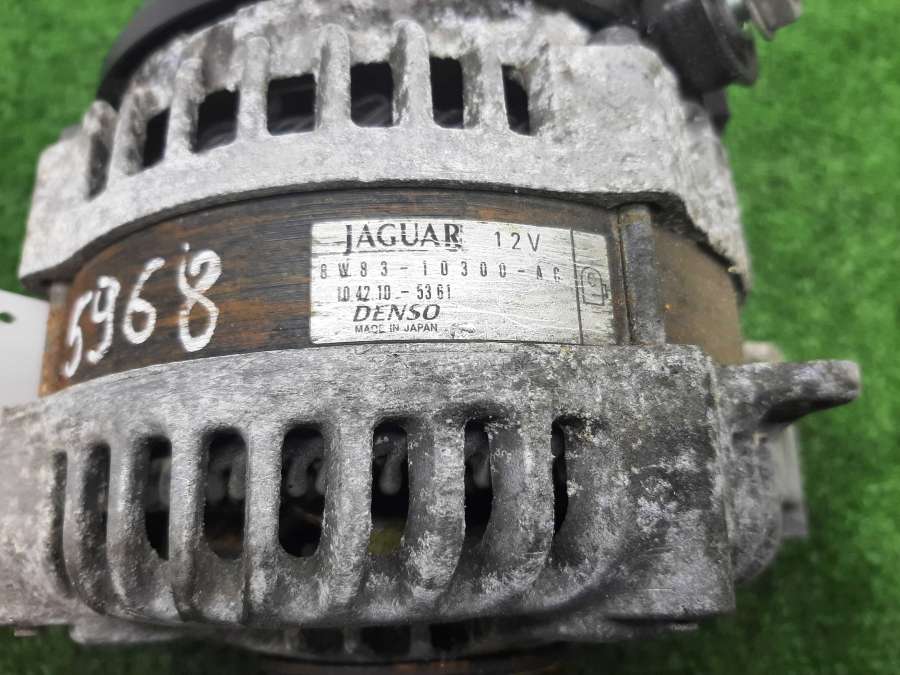 JAGUAR 12V
8W83-10300-AC
104210-5361
DENSO
MADE IN JAPAN
5968